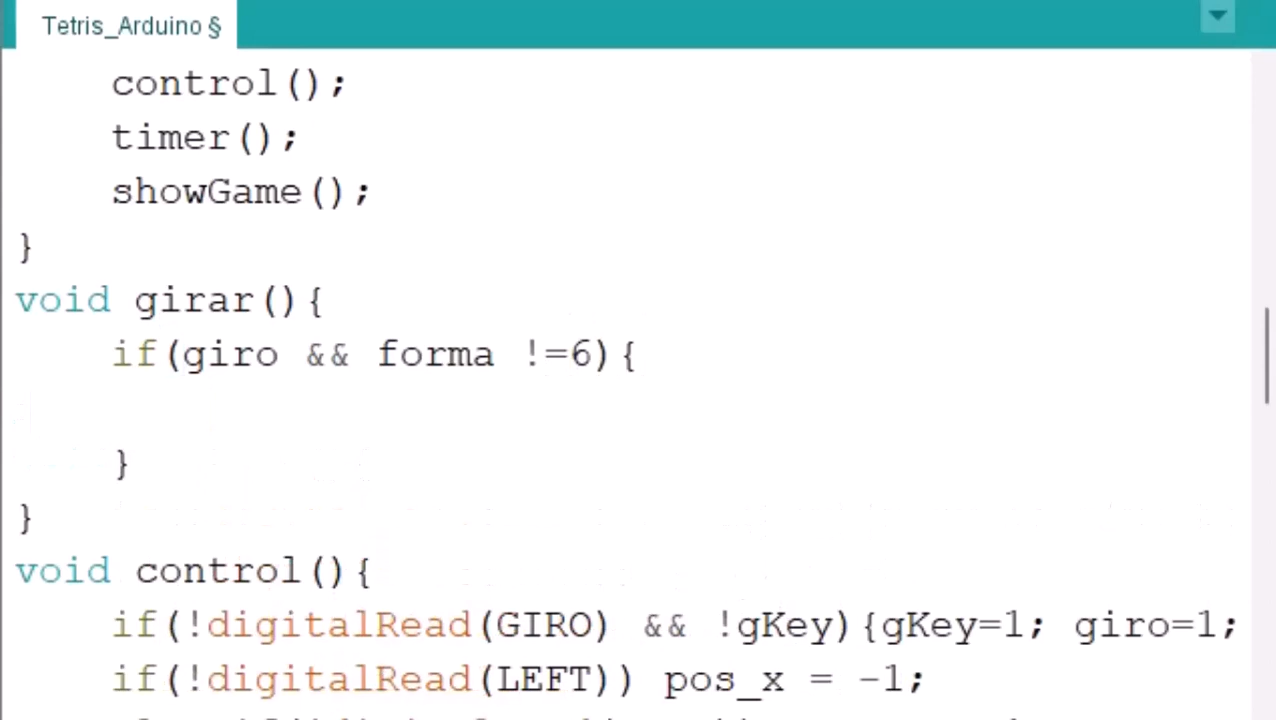 Tetris_Arduino §
control();
timer();
showGame();
}
void girar(){
if(giro && forma !=6){
}
}
void control(){
if(!digitalRead(GIRO) && !gKey){gKey=1; giro=1;
if(!digitalRead(LEFT)) pos_x = -1;